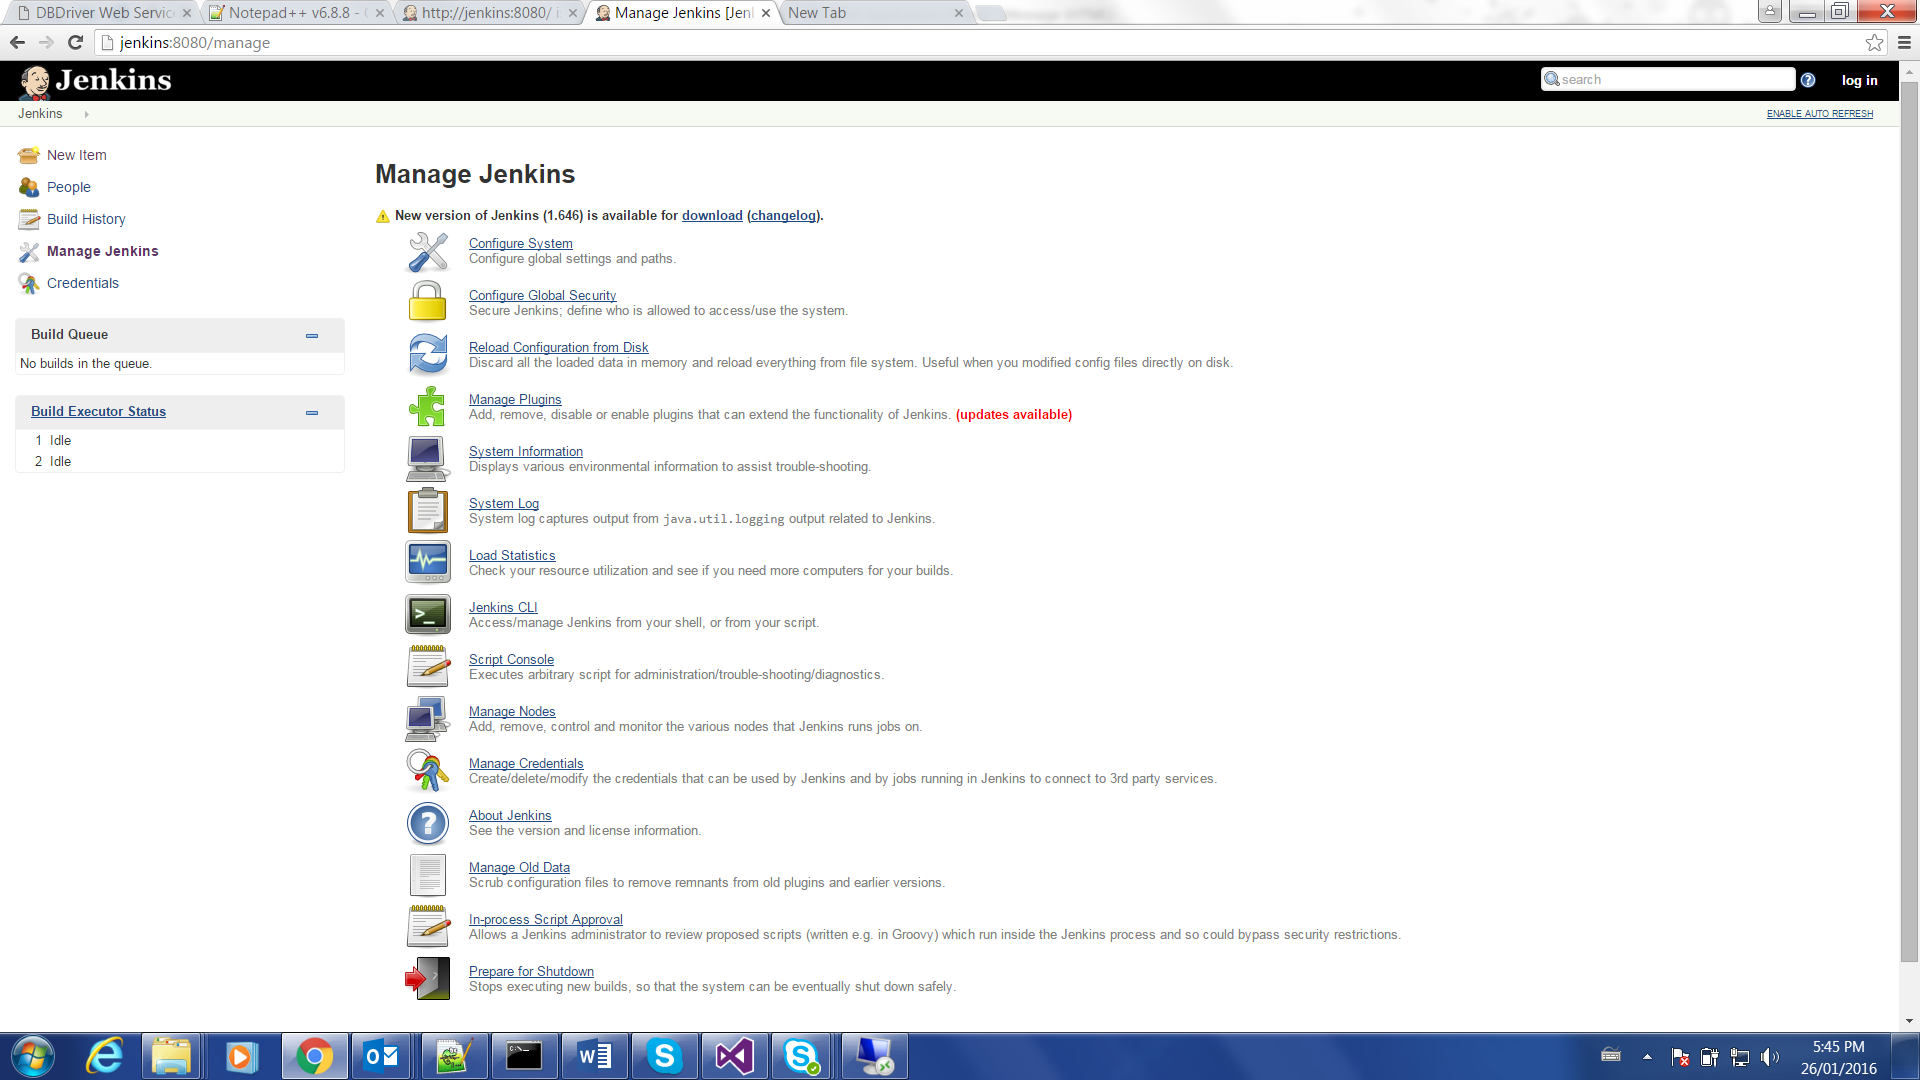 DBDriver Web Servic
Notepad++ v6.8.8 - C
http://jenkins:8080/ i
Manage Jenkins [Jenl
New Tab
jenkins:8080/manage
Jenkins
search
log in
Jenkins
ENABLE AUTO REFRESH
New Item
People
Build History
Manage Jenkins
Credentials
Build Queue
No builds in the queue.
Build Executor Status
1 Idle
2 Idle
Manage Jenkins
New version of Jenkins (1.646) is available for download (changelog).
Configure System
Configure global settings and paths.
Configure Global Security
Secure Jenkins; define who is allowed to access/use the system.
Reload Configuration from Disk
Discard all the loaded data in memory and reload everything from file system. Useful when you modified config files directly on disk.
Manage Plugins
Add, remove, disable or enable plugins that can extend the functionality of Jenkins. (updates available)
System Information
Displays various environmental information to assist trouble-shooting.
System Log
System log captures output from java.util.logging output related to Jenkins.
Load Statistics
Check your resource utilization and see if you need more computers for your builds.
Jenkins CLI
Access/manage Jenkins from your shell, or from your script.
Script Console
Executes arbitrary script for administration/trouble-shooting/diagnostics.
Manage Nodes
Add, remove, control and monitor the various nodes that Jenkins runs jobs on.
Manage Credentials
Create/delete/modify the credentials that can be used by Jenkins and by jobs running in Jenkins to connect to 3rd party services.
About Jenkins
See the version and license information.
Manage Old Data
Scrub configuration files to remove remnants from old plugins and earlier versions.
In-process Script Approval
Allows a Jenkins administrator to review proposed scripts (written e.g. in Groovy) which run inside the Jenkins process and so could bypass security restrictions.
Prepare for Shutdown
Stops executing new builds, so that the system can be eventually shut down safely.
5:45 PM
26/01/2016